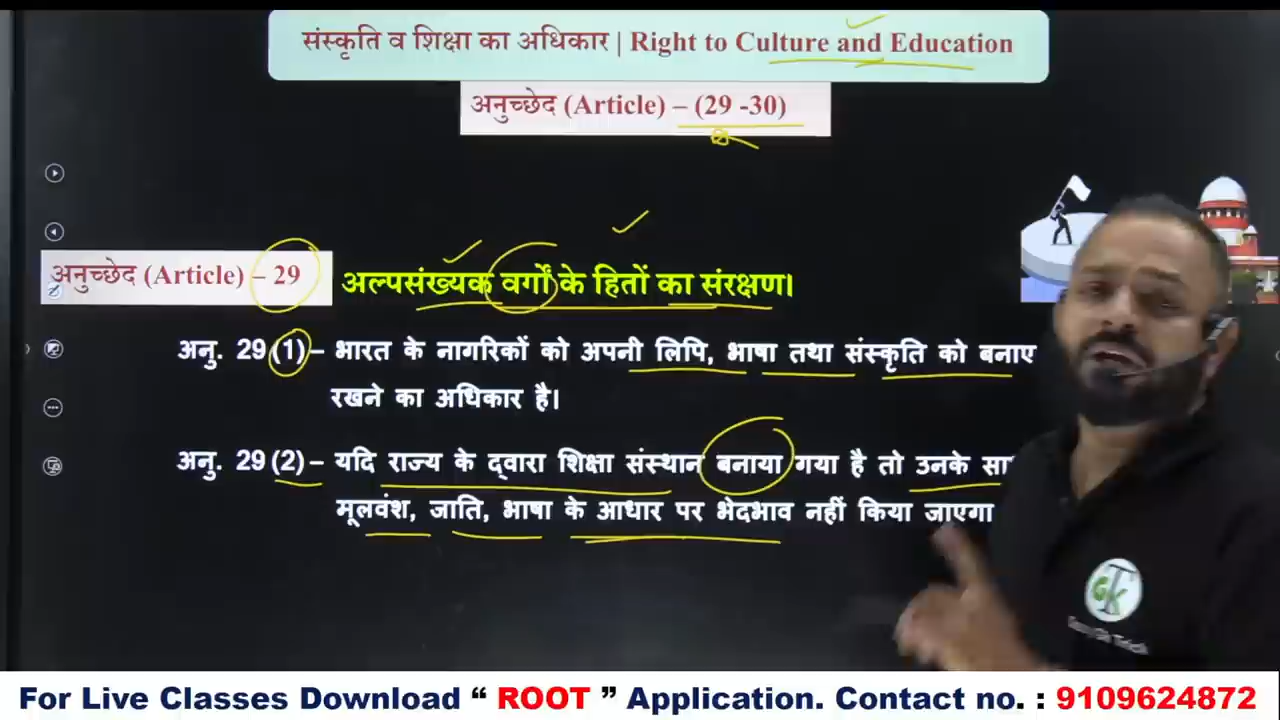 संस्कृति व शिक्षा का अधिकार | Right to Culture and Education
अनुच्छेद (Article) – (29 -30)
अनुच्छेद (Article) – 29
अल्पसंख्यक वर्गों के हितों का संरक्षण।
अनु. 29 (1) – भारत के नागरिकों को अपनी लिपि, भाषा तथा संस्कृति को बनाए
रखने का अधिकार है।
अनु. 29 (2) – यदि राज्य के द्वारा शिक्षा संस्थान बनाया गया है तो उनके
मूलवंश, जाति, भाषा के आधार पर भेदभाव नहीं किया जाएगा
GTK
For Live Classes Download “ ROOT ” Application. Contact no. : 9109624872